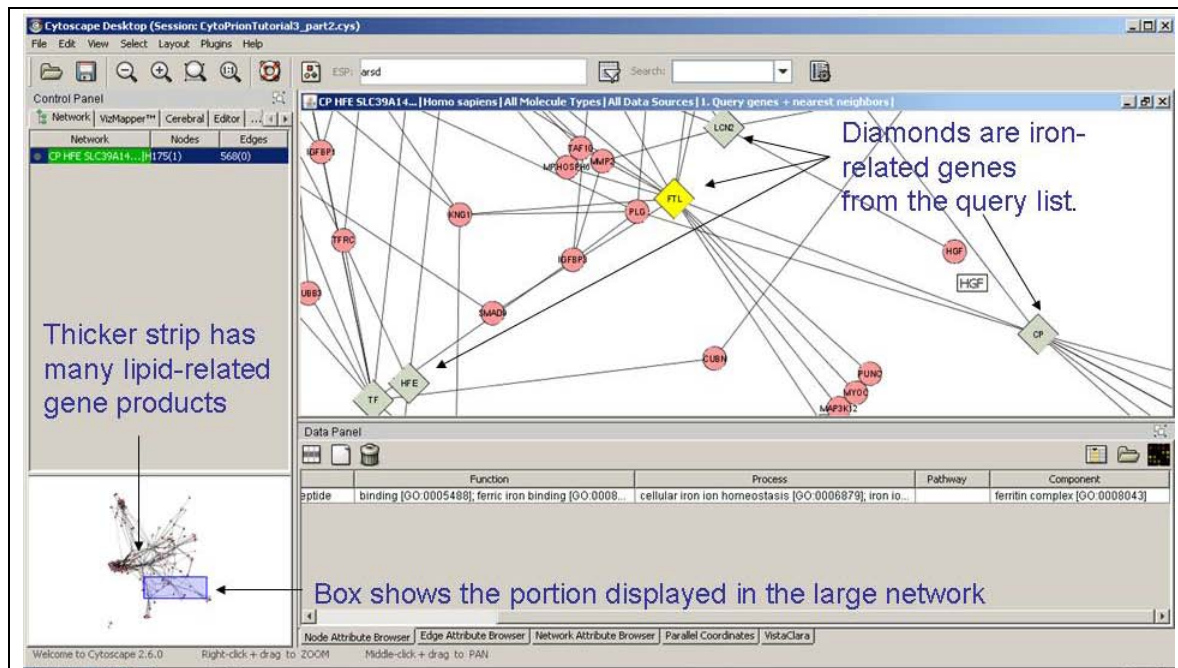 Cytoscape Desktop (Session: CytoPrionTutorial3_part2.cys)
File Edit View Select Layout Plugins Help
ESP: arsd Search:
Control Panel
Network VizMapper™ Cerebral Editor ...
Network Nodes Edges
CP HFE SLC39A14...]H 175(1) 568(0)
CP HFE SLC39A14... | Homo sapiens | All Molecule Types | All Data Sources | 1. Query genes + nearest neighbors |
Diamonds are iron-
related genes
from the query list.
LCN2
IGFBP1
TAF10
MPHOSPH6
MMP2
FTL
KNG1
PLG
TFRC
IGFBP3
HGF
HGF
UBB3
CP
CUBN
HFE
TF
PUNC
MYOC
MAP3K12
Thicker strip has
many lipid-related
gene products
Data Panel
Function Process Pathway Component
eptide binding [GO:0005488]; ferric iron binding [GO:0008... cellular iron ion homeostasis [GO:0006879]; iron io... ferritin complex [GO:0008043]
Box shows the portion displayed in the large network
Node Attribute Browser Edge Attribute Browser Network Attribute Browser Parallel Coordinates VistaClara
Welcome to Cytoscape 2.6.0 Right-click + drag to ZOOM Middle-click + drag to PAN